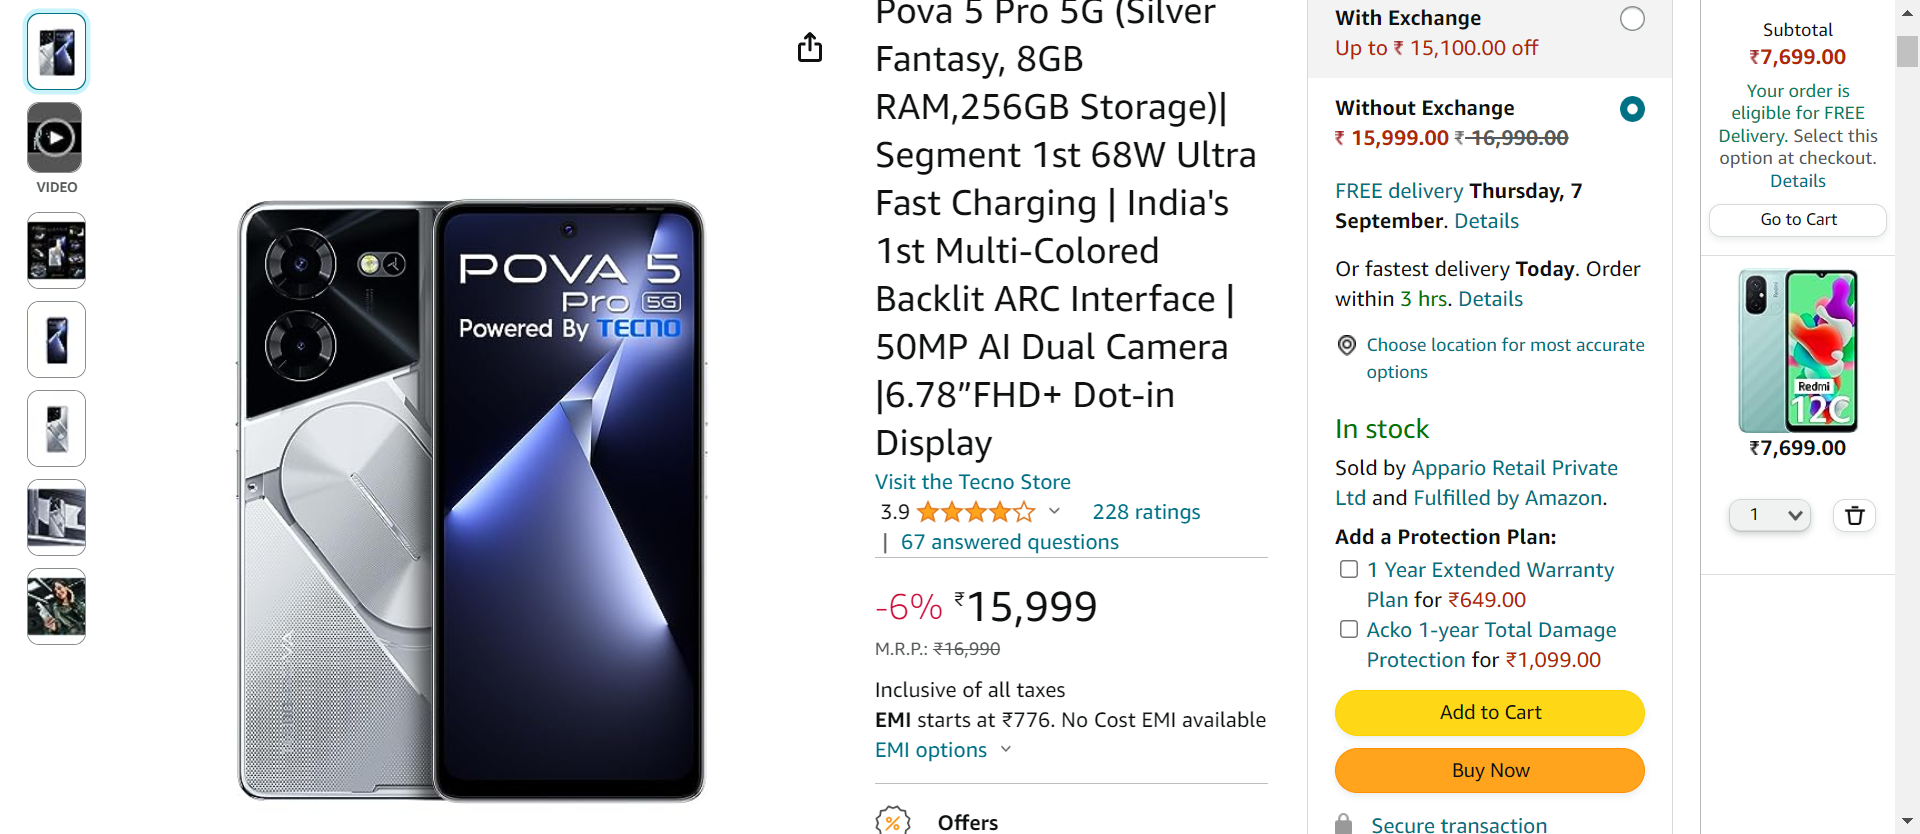 VIDEO
POVA 5
Pro 5G
Powered By TECNO
Pova 5 Pro 5G (Silver
Fantasy, 8GB
RAM,256GB Storage)|
Segment 1st 68W Ultra
Fast Charging | India's
1st Multi-Colored
Backlit ARC Interface |
50MP AI Dual Camera
|6.78”FHD+ Dot-in
Display
Visit the Tecno Store
3.9
228 ratings
| 67 answered questions
-6% ₹15,999
M.R.P.: ₹16,990
Inclusive of all taxes
EMI starts at ₹776. No Cost EMI available
EMI options
Offers
With Exchange
Up to ₹ 15,100.00 off
Without Exchange
₹ 15,999.00 ₹ 16,990.00
FREE delivery Thursday, 7
September. Details
Or fastest delivery Today. Order
within 3 hrs. Details
Choose location for most accurate
options
In stock
Sold by Appario Retail Private
Ltd and Fulfilled by Amazon.
Add a Protection Plan:
1 Year Extended Warranty
Plan for ₹649.00
Acko 1-year Total Damage
Protection for ₹1,099.00
Add to Cart
Buy Now
Secure transaction
Subtotal
₹7,699.00
Your order is
eligible for FREE
Delivery. Select this
option at checkout.
Details
Go to Cart
Redmi
12C
₹7,699.00
1